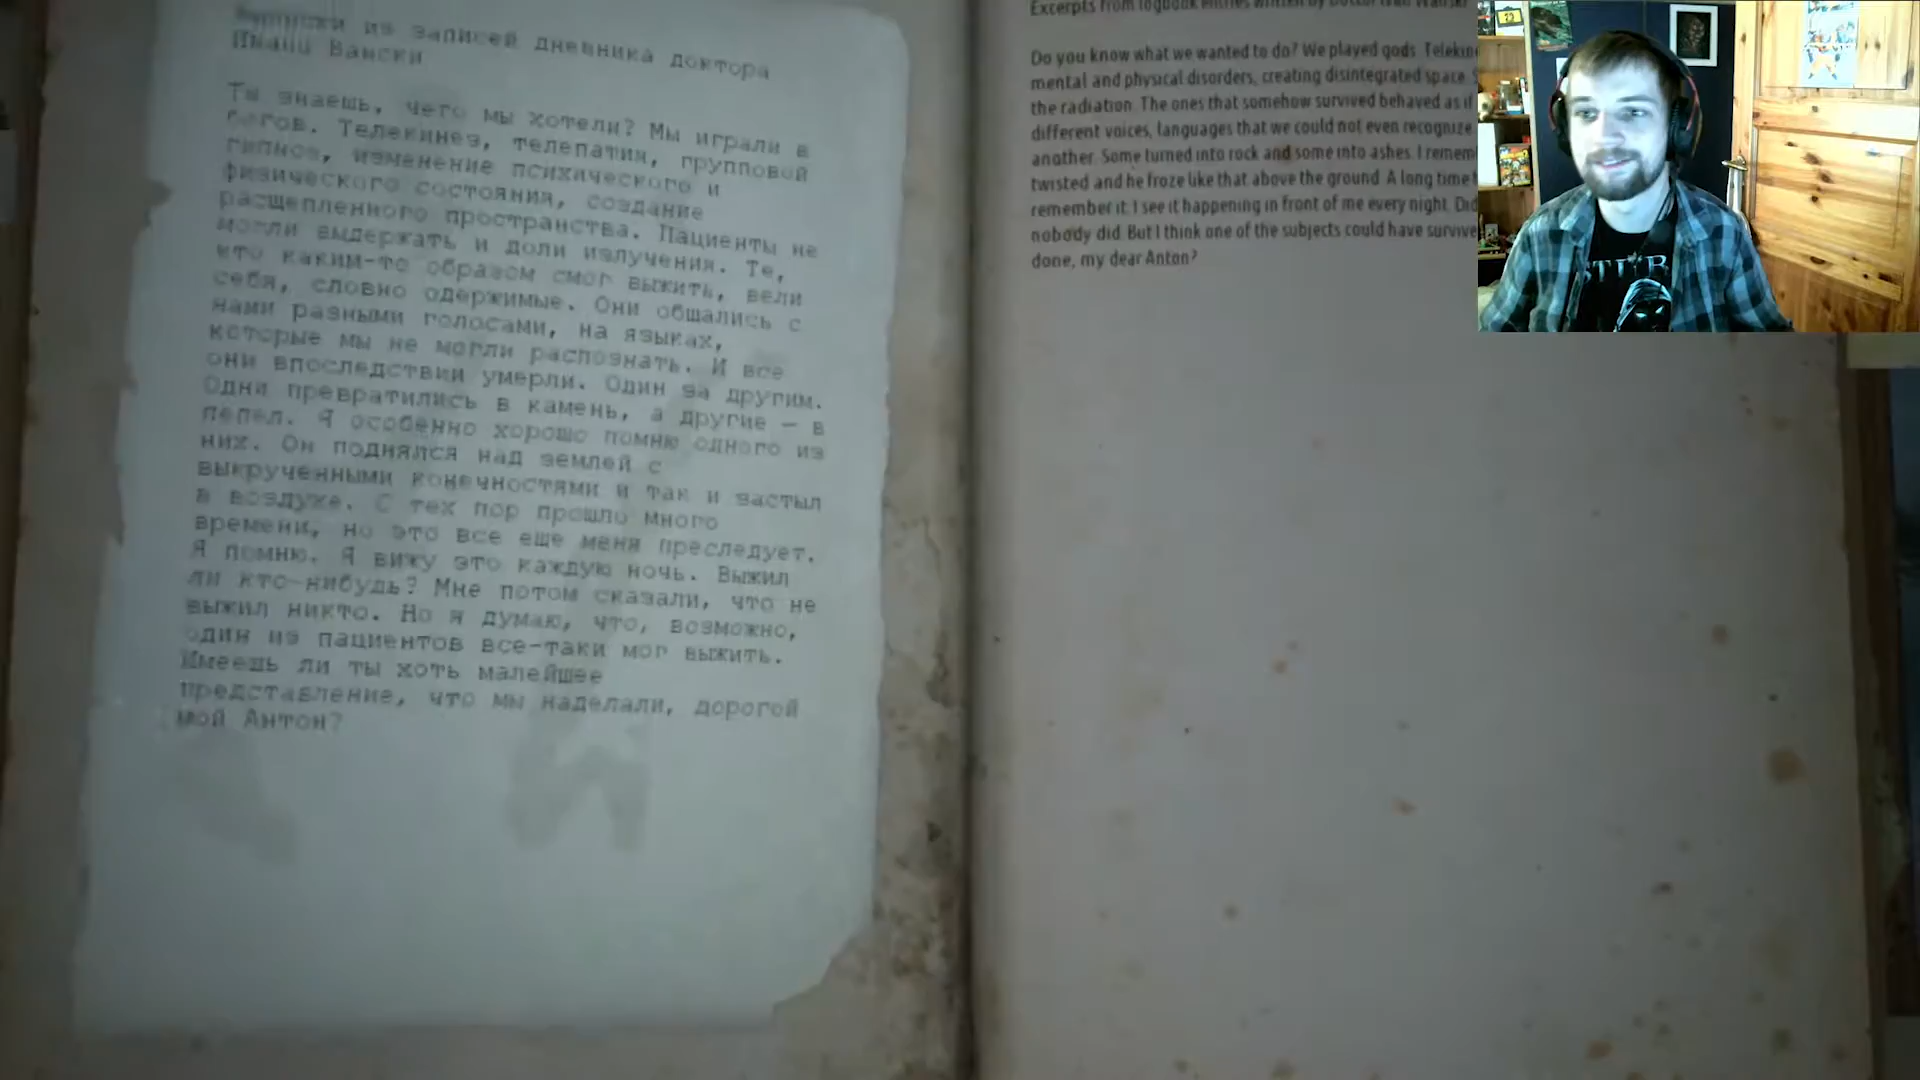 из записей дневника доктора
Ивана Вански
Ты знаешь, чего мы хотели? Мы играли в
богов. Телекинез, телепатия, групповой
гипноз, изменение психического и
физического состояния, создание
расщепленного пространства. Пациенты не
могли выдержать и доли излучения. Те,
кто каким-то образом смог выжить, вели
себя, словно одержимые. Они общались с
нами разными голосами, на языках,
которые мы не могли распознать. И все
они впоследствии умерли. Один за другим.
Одни превратились в камень, а другие — в
пепел. Я особенно хорошо помню одного из
них. Он поднялся над землей с
выкрученными конечностями и так и застыл
в воздухе. С тех пор прошло много
времени, но это все еще меня преследует.
Я помню. Я вижу это каждую ночь. Выжил
ли кто-нибудь? Мне потом сказали, что не
выжил никто. Но я думаю, что, возможно,
один из пациентов все-таки мог выжить.
Имеешь ли ты хоть малейшее
представление, что мы наделали, дорогой
мой Антон?
Excerpts from logbook entries written by Doctor Ivan
Do you know what we wanted to do? We played gods.
mental and physical disorders, creating disintegrated space.
the radiation. The ones that somehow survived behaved as if
different voices, languages that we could not even recognize
another. Some turned into rock and some into ashes. I
twisted and he froze like that above the ground. A long time
remember it. I see it happening in front of me every night.
nobody did. But I think one of the subjects could have
done, my dear Anton?